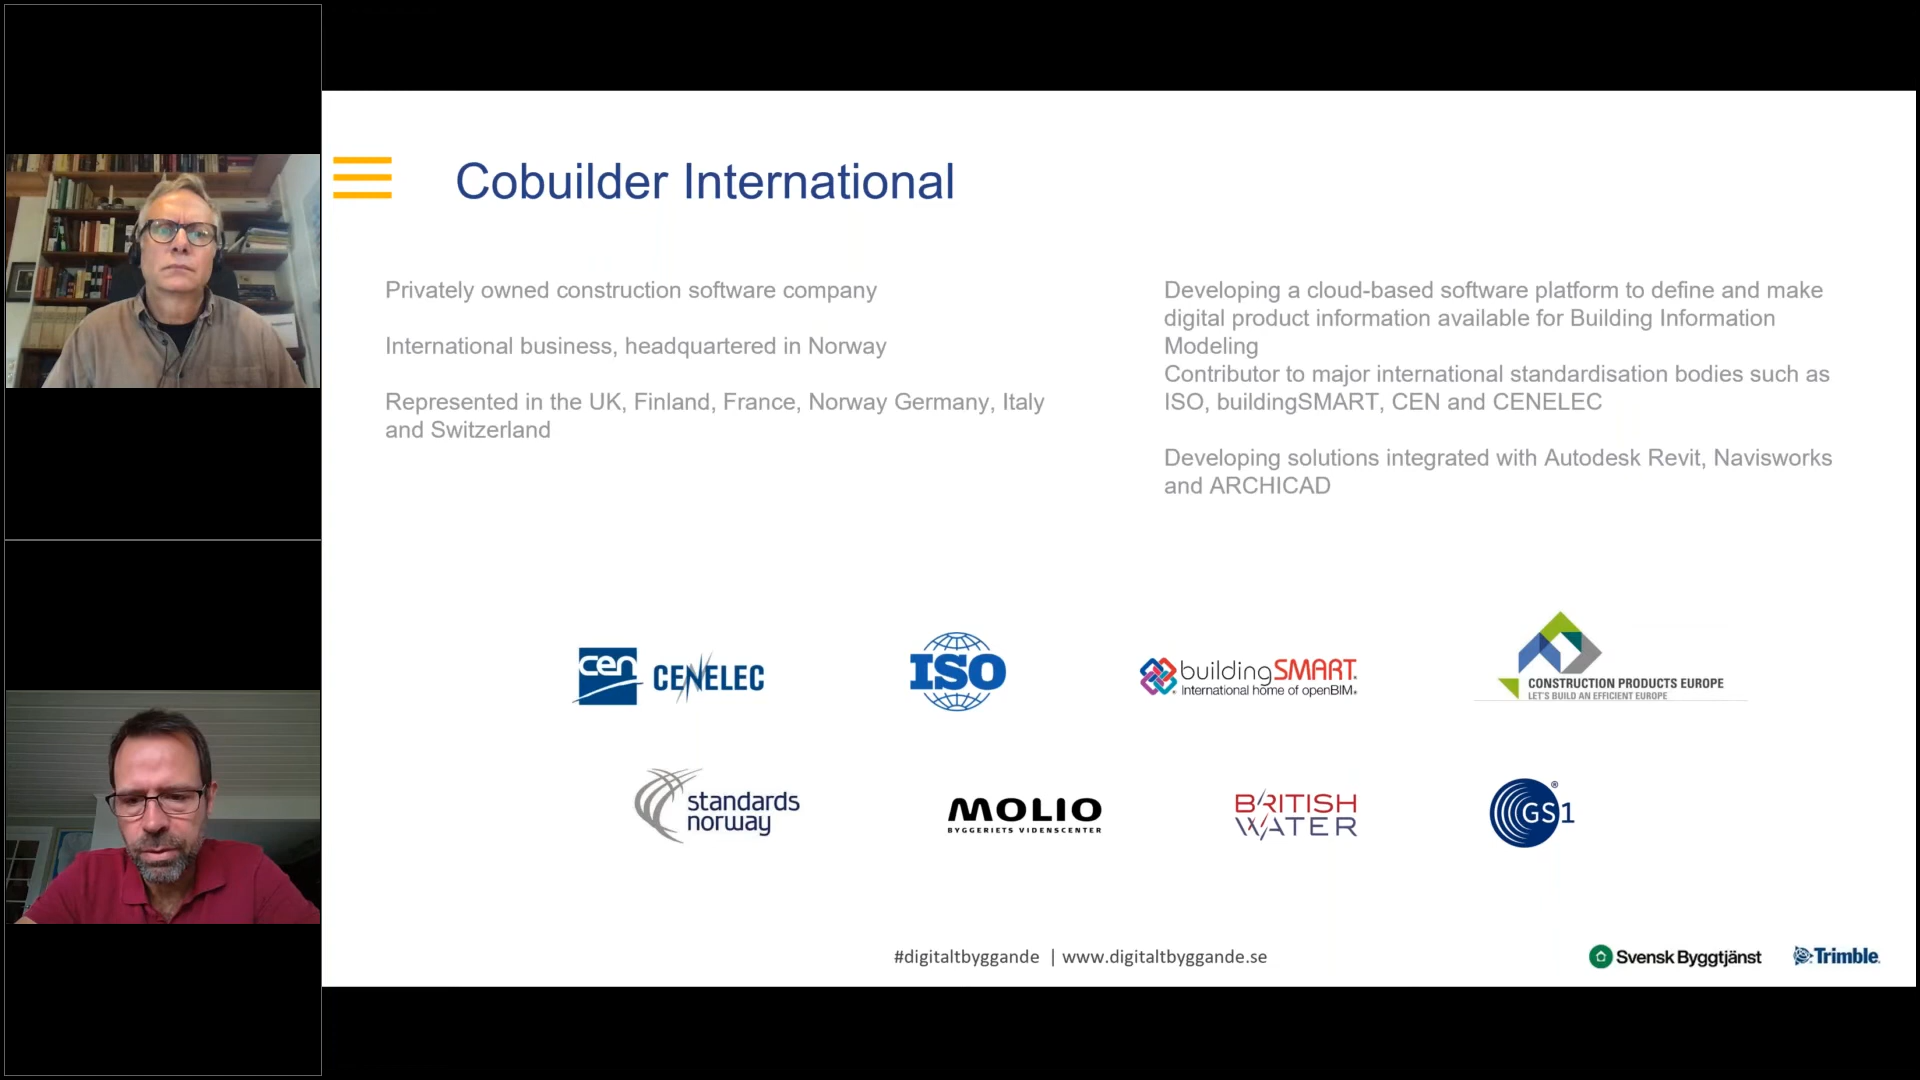 Cobuilder International
Privately owned construction software company
International business, headquartered in Norway
Represented in the UK, Finland, France, Norway Germany, Italy
and Switzerland
Developing a cloud-based software platform to define and make
digital product information available for Building Information
Modeling
Contributor to major international standardisation bodies such as
ISO, buildingSMART, CEN and CENELEC
Developing solutions integrated with Autodesk Revit, Navisworks
and ARCHICAD
cen CENELEC
ISO
buildingSMART.
International home of openBIM®
CONSTRUCTION PRODUCTS EUROPE
LET'S BUILD AN EFFICIENT EUROPE
standards
norway
MOLIO
BYGGERIETS VIDENSCENTER
BRITISH
WATER
GS1®
#digitaltbyggande | www.digitaltbyggande.se
Svensk Byggtjänst
Trimble